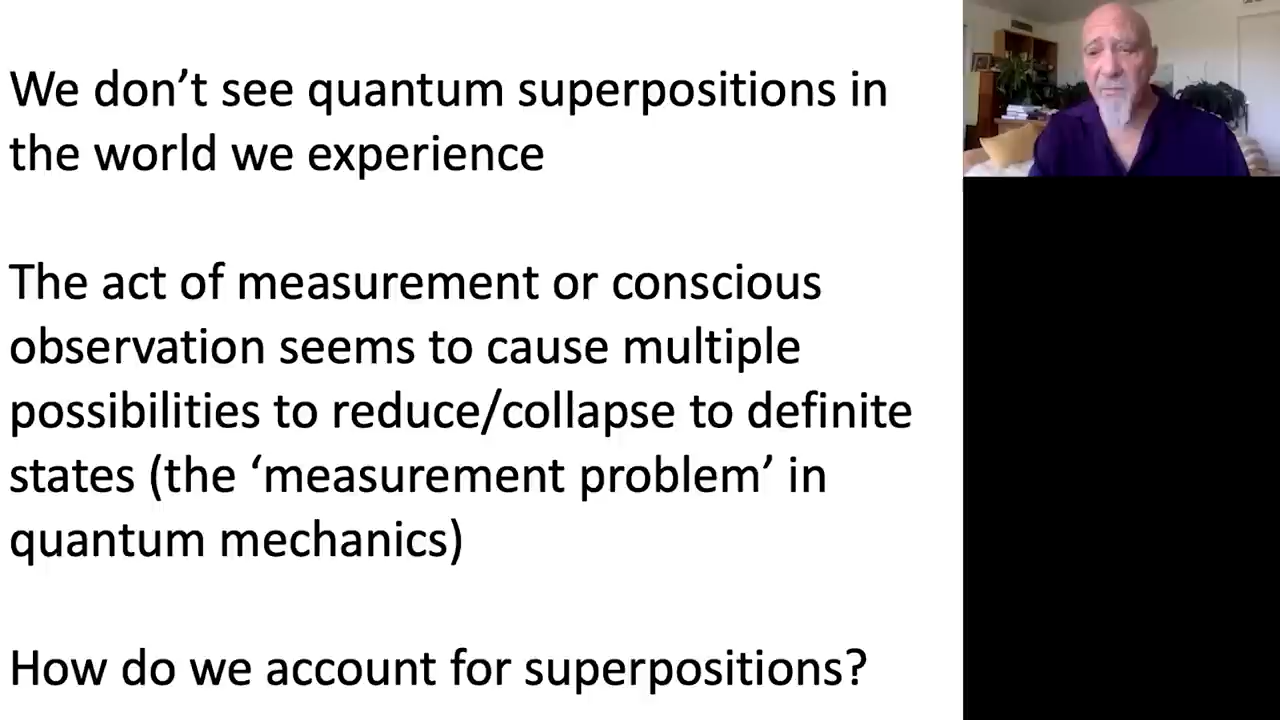 We don’t see quantum superpositions in
the world we experience
The act of measurement or conscious
observation seems to cause multiple
possibilities to reduce/collapse to definite
states (the ‘measurement problem’ in
quantum mechanics)
How do we account for superpositions?